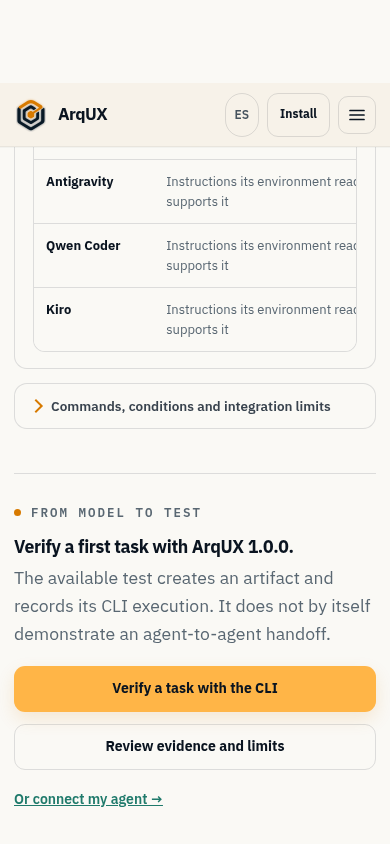 ArqUX
ES
Install
Antigravity
Instructions its environment
supports it
Qwen Coder
Instructions its environment
supports it
Kiro
Instructions its environment
supports it
Commands, conditions and integration limits
FROM MODEL TO TEST
Verify a first task with ArqUX 1.0.0.
The available test creates an artifact and
records its CLI execution. It does not by itself
demonstrate an agent-to-agent handoff.
Verify a task with the CLI
Review evidence and limits
Or connect my agent →